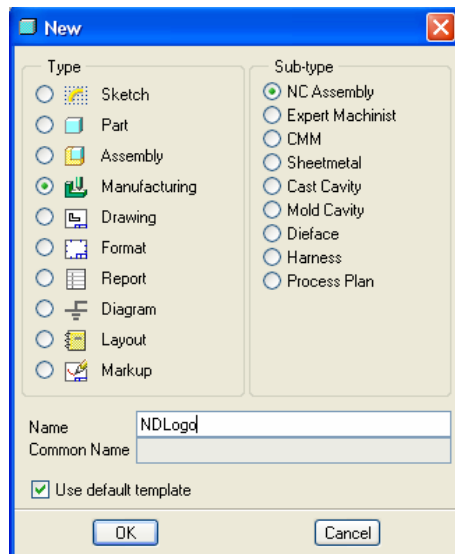 New
Type
Sketch
Part
Assembly
Manufacturing
Drawing
Format
Report
Diagram
Layout
Markup
Sub-type
NC Assembly
Expert Machinist
CMM
Sheetmetal
Cast Cavity
Mold Cavity
Dieface
Harness
Process Plan
Name NDLogo
Common Name
Use default template
OK Cancel